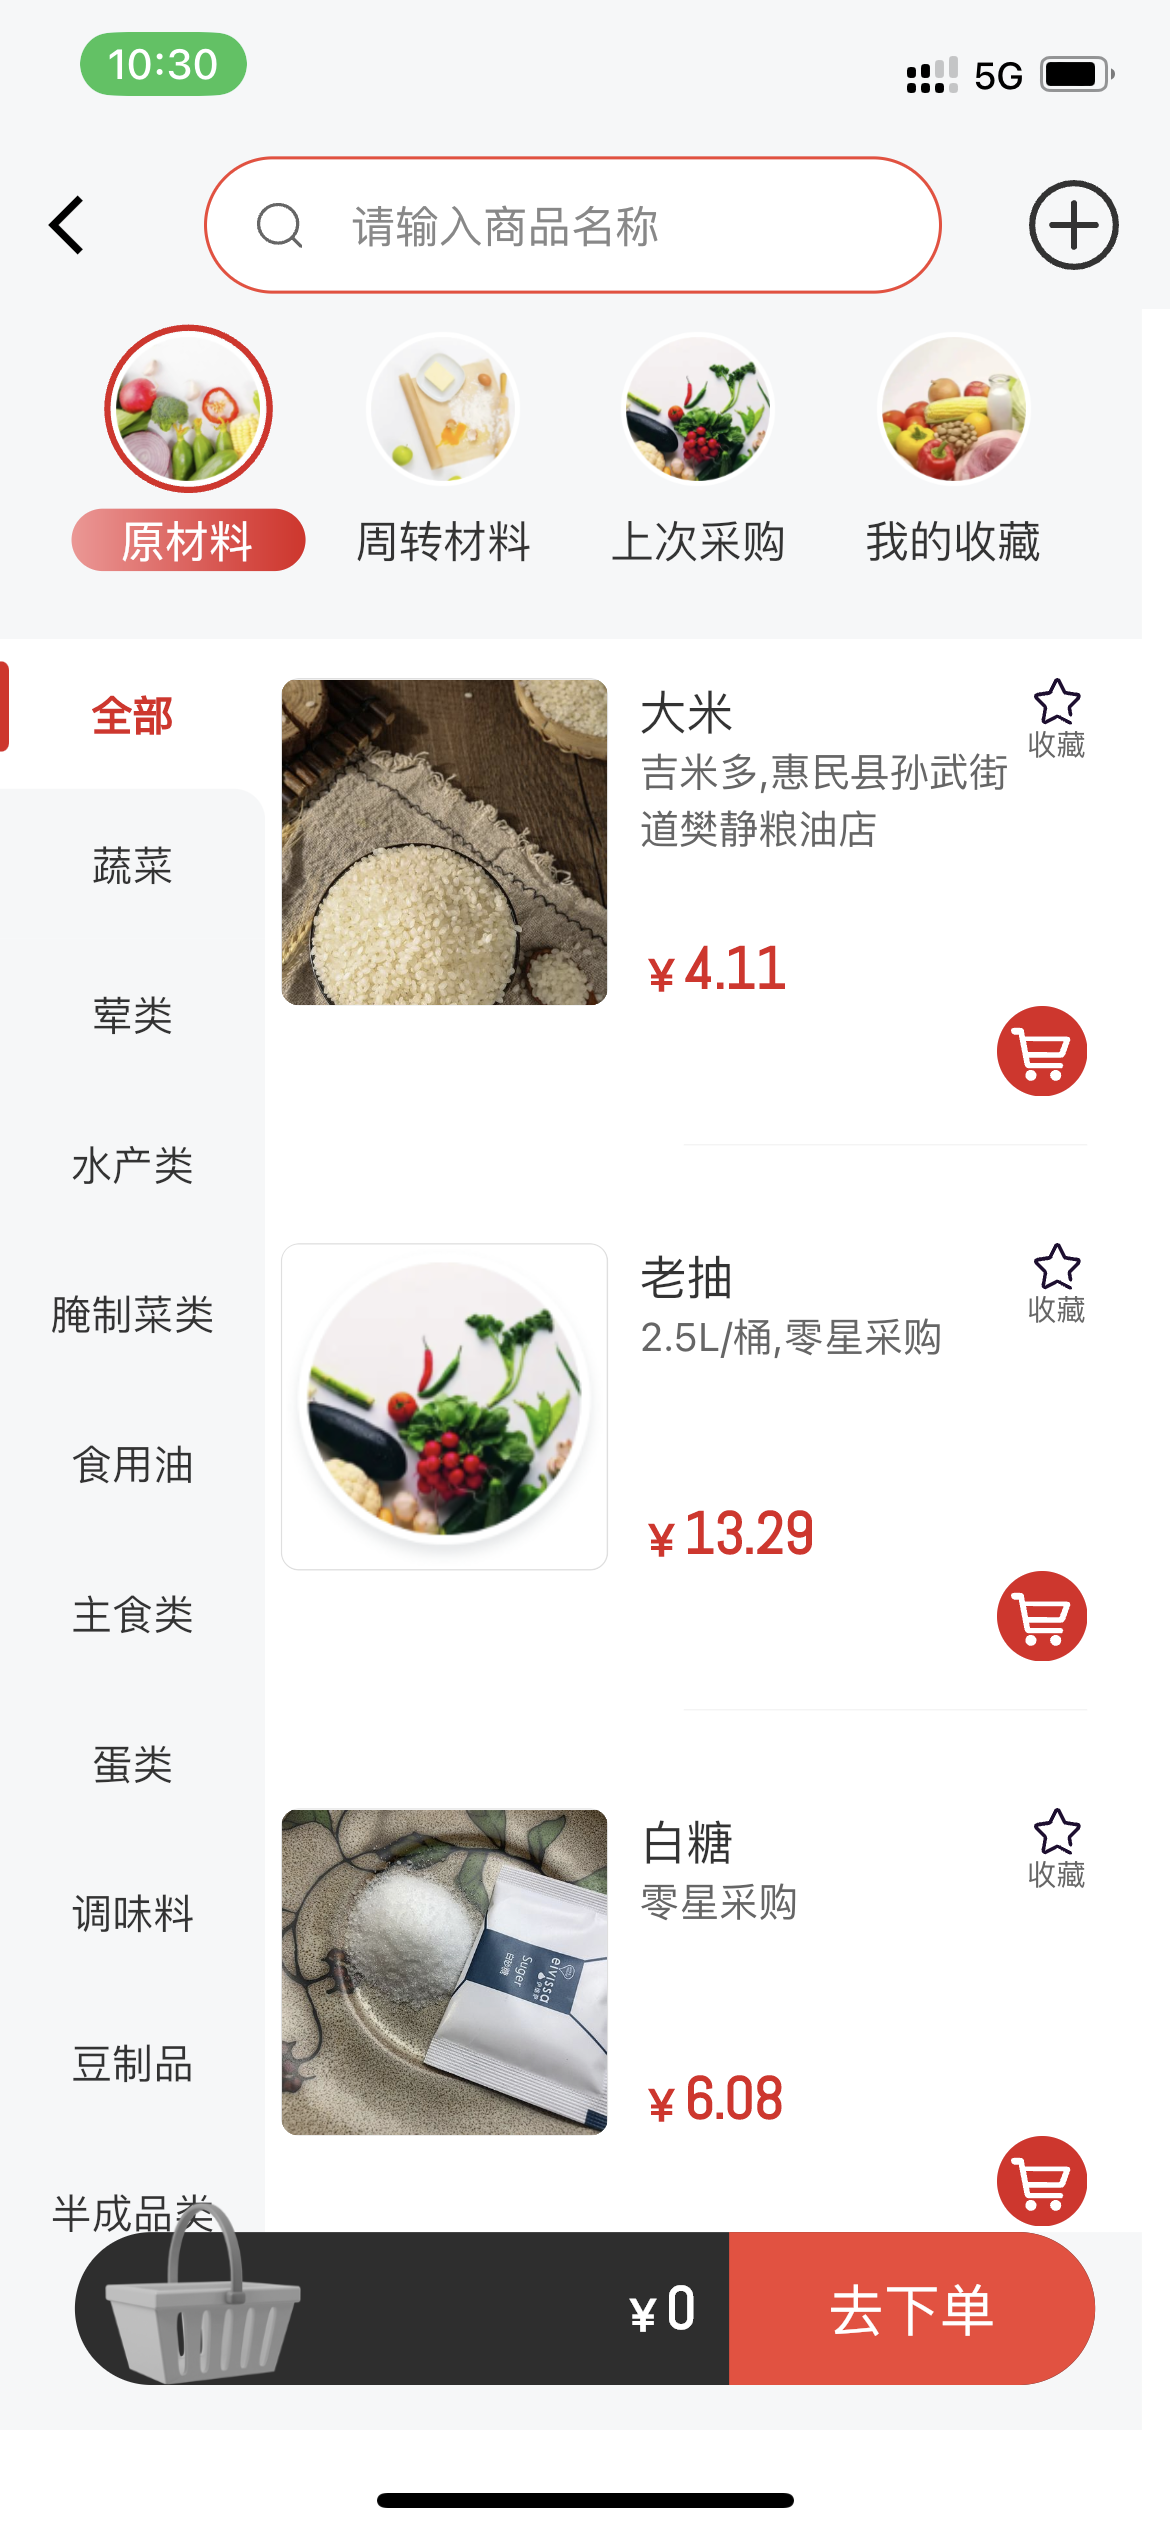 10:30
5G
请输入商品名称
原材料
周转材料
上次采购
我的收藏
全部
蔬菜
荤类
水产类
腌制菜类
食用油
主食类
蛋类
调味料
豆制品
半成品类
大米
收藏
吉米多,惠民县孙武街
道樊静粮油店
¥4.11
老抽
收藏
2.5L/桶,零星采购
¥13.29
白糖
收藏
零星采购
eivissa
Suger
¥6.08
¥0
去下单